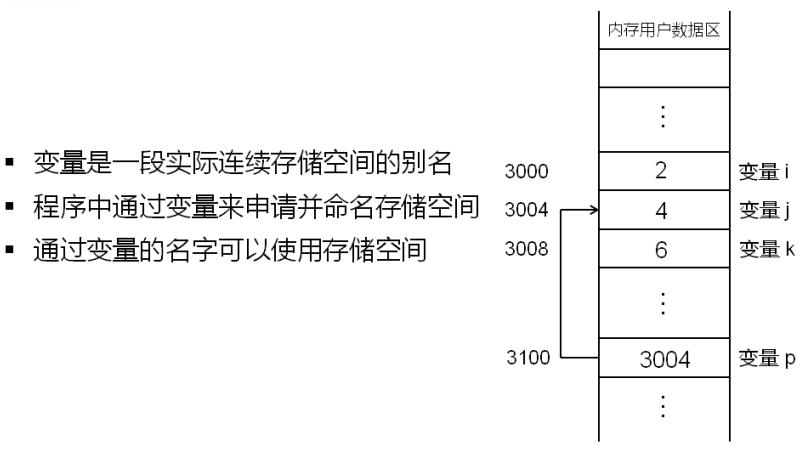 内存用户数据区
⋮
▪ 变量是一段实际连续存储空间的别名
3000 2 变量 i
▪ 程序中通过变量来申请并命名存储空间
3004 4 变量 j
▪ 通过变量的名字可以使用存储空间
3008 6 变量 k
⋮
3100 3004 变量 p
⋮